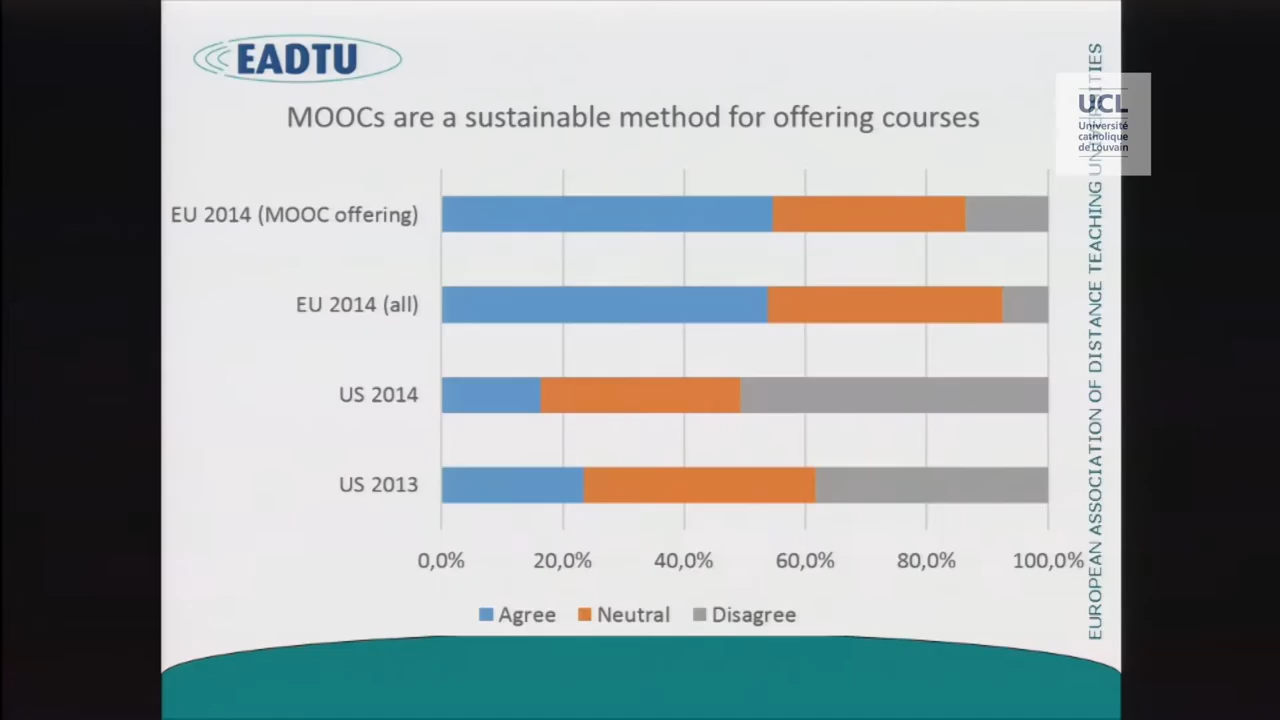 EADTU
MOOCs are a sustainable method for offering courses
UCL
Université
catholique
de Louvain
EU 2014 (MOOC offering)
EU 2014 (all)
US 2014
US 2013
0,0% 20,0% 40,0% 60,0% 80,0% 100,0%
Agree Neutral Disagree
EUROPEAN ASSOCIATION OF DISTANCE TEACHING UNIVERSITIES